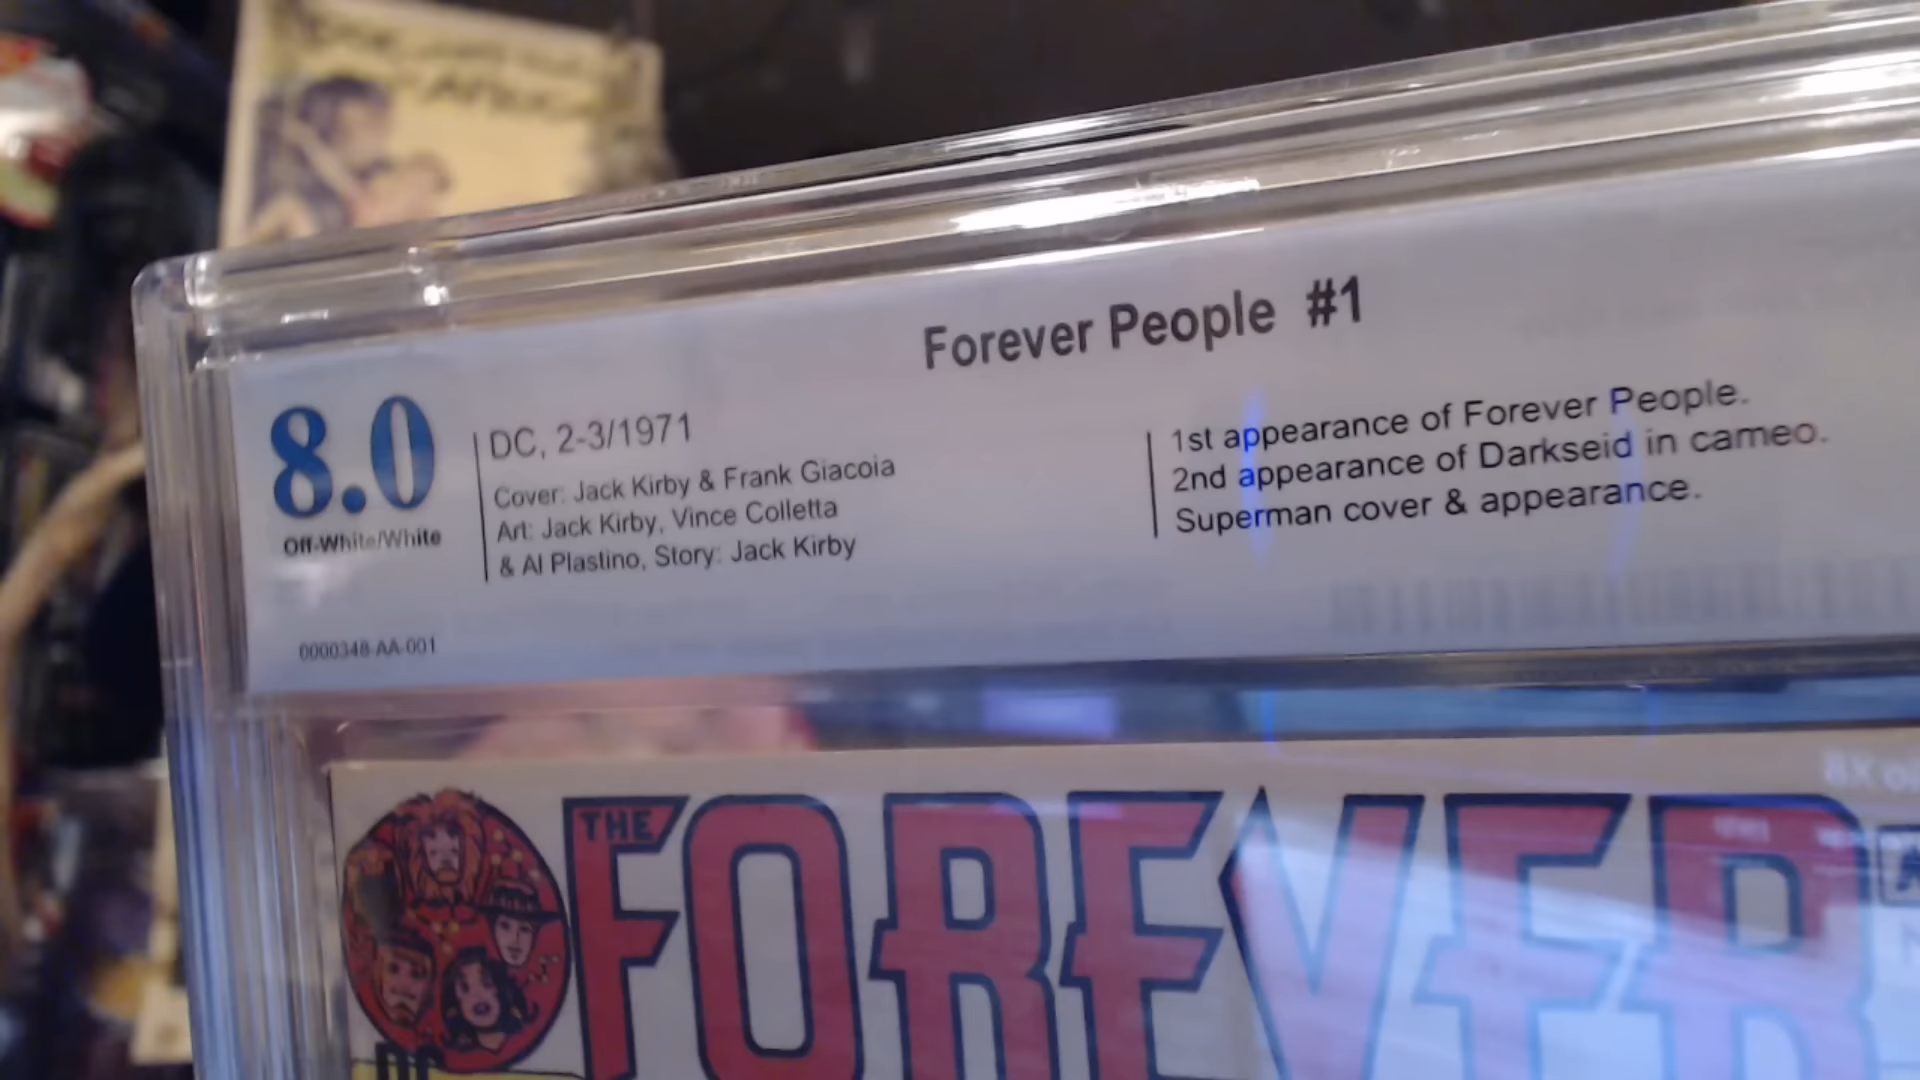 Forever People #1
8.0
Off-White/White
0000348-AA-001
DC, 2-3/1971
Cover: Jack Kirby & Frank Giacoia
Art: Jack Kirby, Vince Colletta
& Al Plastino, Story: Jack Kirby
1st appearance of Forever People.
2nd appearance of Darkseid in cameo.
Superman cover & appearance.
THE
FOREVER
DC